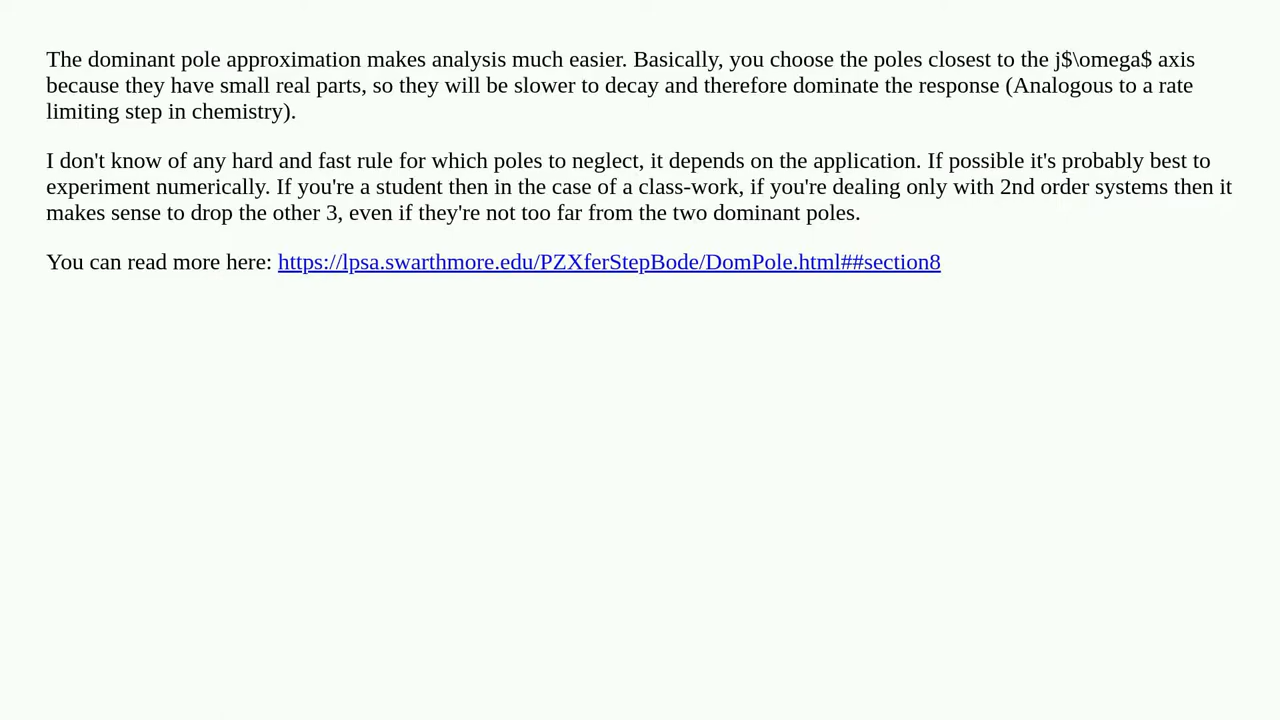 The dominant pole approximation makes analysis much easier. Basically, you choose the poles closest to the j$\omega$ axis
because they have small real parts, so they will be slower to decay and therefore dominate the response (Analogous to a rate
limiting step in chemistry).
I don't know of any hard and fast rule for which poles to neglect, it depends on the application. If possible it's probably best to
experiment numerically. If you're a student then in the case of a class-work, if you're dealing only with 2nd order systems then it
makes sense to drop the other 3, even if they're not too far from the two dominant poles.
You can read more here: https://lpsa.swarthmore.edu/PZXferStepBode/DomPole.html##section8